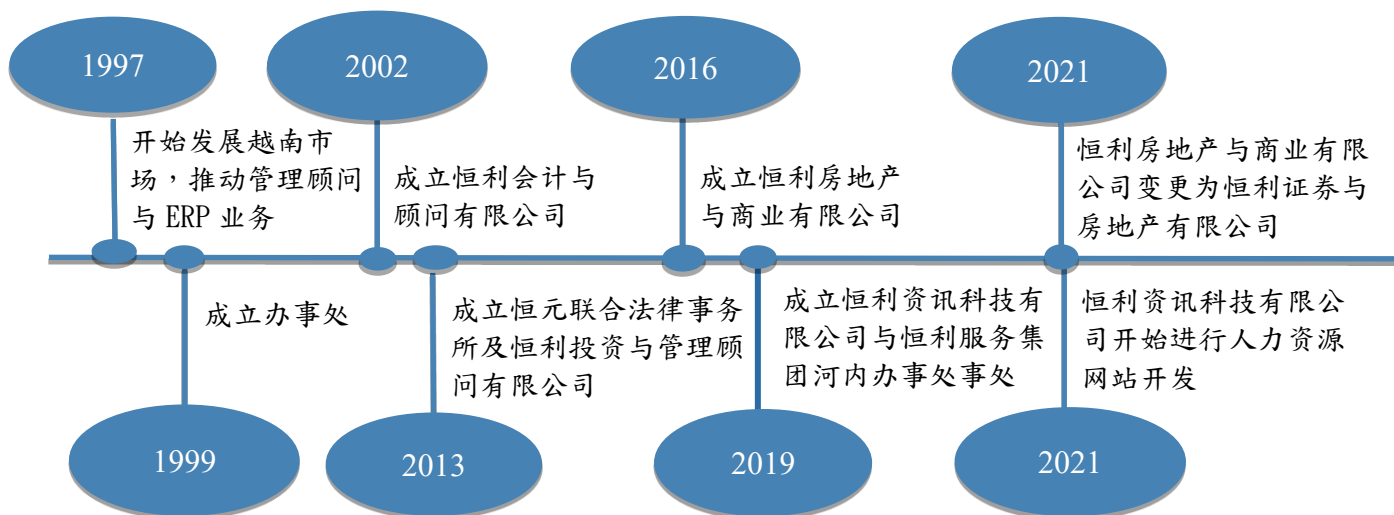 1997
2002
2016
2021
开始发展越南市
场，推动管理顾问
与 ERP 业务
成立恒利会计与
顾问有限公司
成立恒利房地产
与商业有限公司
恒利房地产与商业有限
公司变更为恒利证券与
房地产有限公司
成立办事处
成立恒元联合法律事务
所及恒利投资与管理顾
问有限公司
成立恒利资讯科技有
限公司与恒利服务集
团河内办事处事处
恒利资讯科技有限公
司开始进行人力资源
网站开发
1999
2013
2019
2021